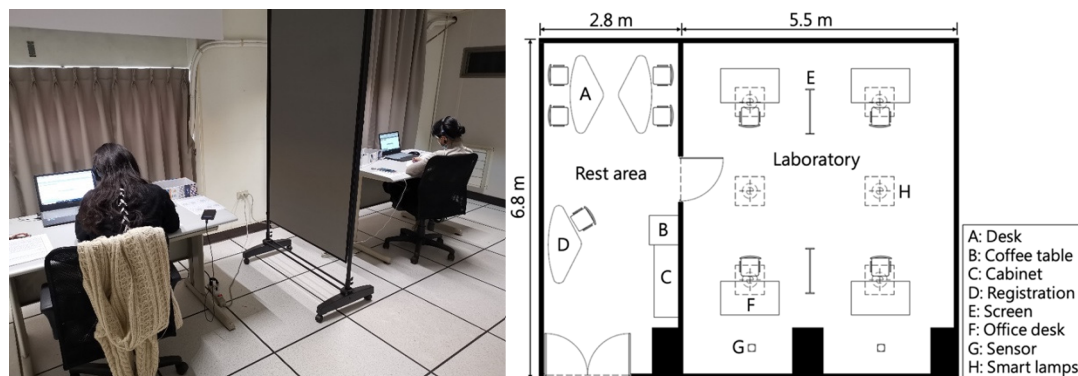 2.8 m
5.5 m
6.8 m
A
E
Rest area
Laboratory
H
D
B
C
F
G
A: Desk
B: Coffee table
C: Cabinet
D: Registration
E: Screen
F: Office desk
G: Sensor
H: Smart lamps